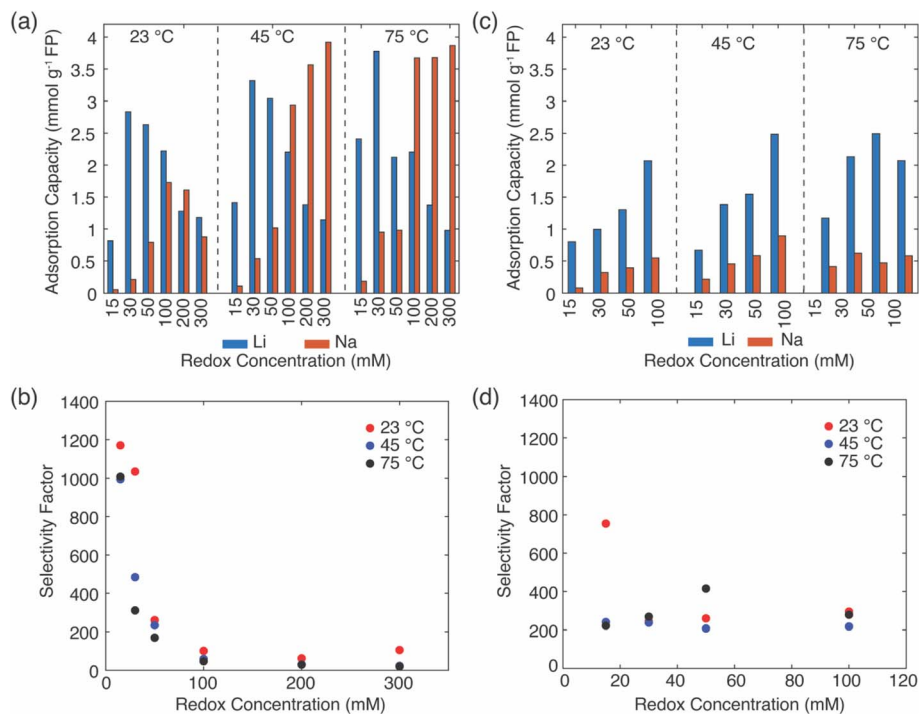 (a)
23 °C 45 °C 75 °C
Adsorption Capacity (mmol g⁻¹ FP)
4
3.5
3
2.5
2
1.5
1
0.5
0
15 30 50 100 200 300 15 30 50 100 200 300 15 30 50 100 200 300
Li Na
Redox Concentration (mM)
(c)
23 °C 45 °C 75 °C
Adsorption Capacity (mmol g⁻¹ FP)
4
3.5
3
2.5
2
1.5
1
0.5
0
15 30 50 100 15 30 50 100 15 30 50 100
Li Na
Redox Concentration (mM)
(b)
Selectivity Factor
1400
1200
1000
800
600
400
200
0
23 °C
45 °C
75 °C
0 100 200 300
Redox Concentration (mM)
(d)
Selectivity Factor
1400
1200
1000
800
600
400
200
0
23 °C
45 °C
75 °C
0 20 40 60 80 100 120
Redox Concentration (mM)